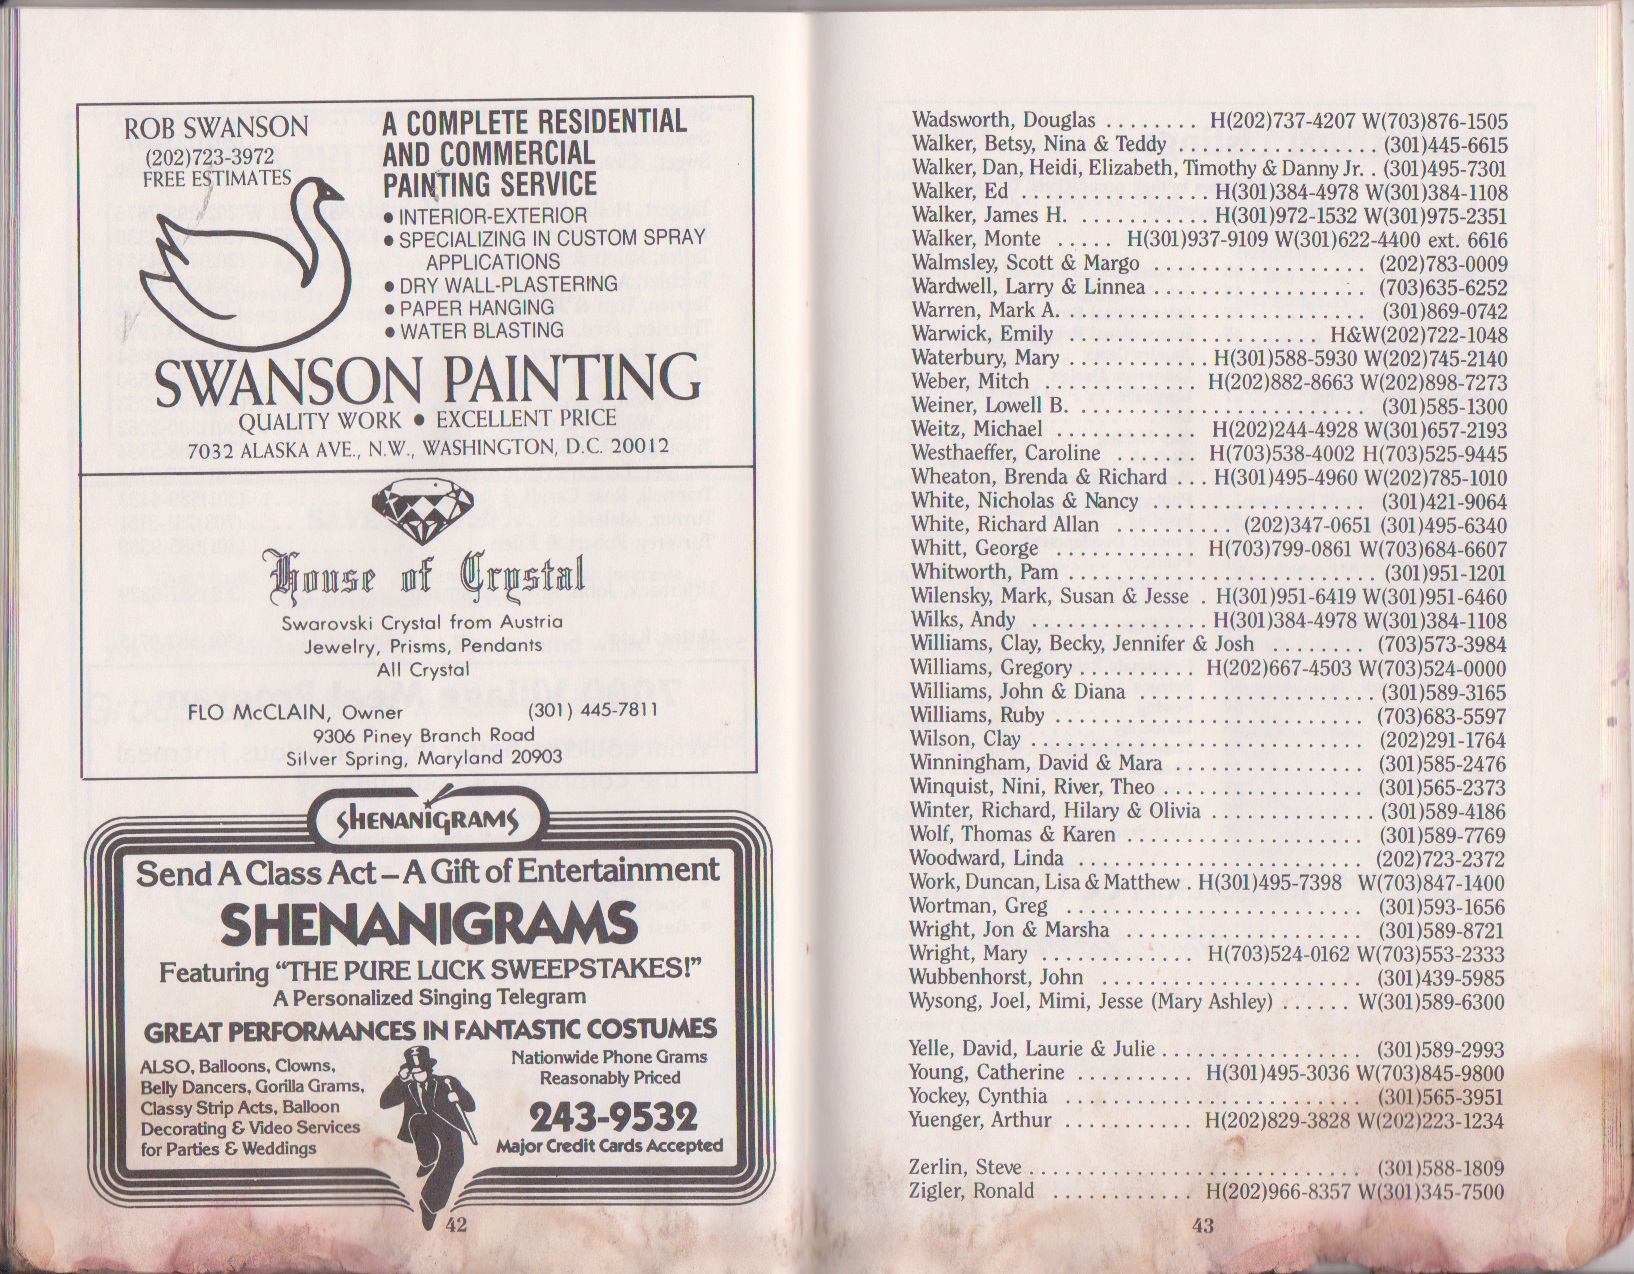 ROB SWANSON
(202)723-3972
FREE ESTIMATES
A COMPLETE RESIDENTIAL
AND COMMERCIAL
PAINTING SERVICE
● INTERIOR-EXTERIOR
● SPECIALIZING IN CUSTOM SPRAY
APPLICATIONS
● DRY WALL-PLASTERING
● PAPER HANGING
● WATER BLASTING
SWANSON PAINTING
QUALITY WORK ● EXCELLENT PRICE
7032 ALASKA AVE., N.W., WASHINGTON, D.C. 20012
House of Crystal
Swarovski Crystal from Austria
Jewelry, Prisms, Pendants
All Crystal
FLO McCLAIN, Owner (301) 445-7811
9306 Piney Branch Road
Silver Spring, Maryland 20903
SHENANIGRAMS
Send A Class Act – A Gift of Entertainment
SHENANIGRAMS
Featuring “THE PURE LUCK SWEEPSTAKES!”
A Personalized Singing Telegram
GREAT PERFORMANCES IN FANTASTIC COSTUMES
ALSO, Balloons, Clowns,
Belly Dancers, Gorilla Grams,
Classy Strip Acts, Balloon
Decorating & Video Services
for Parties & Weddings
Nationwide Phone Grams
Reasonably Priced
243-9532
Major Credit Cards Accepted
42
Wadsworth, Douglas ........ H(202)737-4207 W(703)876-1505
Walker, Betsy, Nina & Teddy ................ (301)445-6615
Walker, Dan, Heidi, Elizabeth, Timothy & Danny Jr. . (301)495-7301
Walker, Ed ................ H(301)384-4978 W(301)384-1108
Walker, James H. ............ H(301)972-1532 W(301)975-2351
Walker, Monte ..... H(301)937-9109 W(301)622-4400 ext. 6616
Walmsley, Scott & Margo .................. (202)783-0009
Wardwell, Larry & Linnea .................. (703)635-6252
Warren, Mark A. .......................... (301)869-0742
Warwick, Emily .................... H&W(202)722-1048
Waterbury, Mary ............ H(301)588-5930 W(202)745-2140
Weber, Mitch .............. H(202)882-8663 W(202)898-7273
Weiner, Lowell B. ......................... (301)585-1300
Weitz, Michael ............ H(202)244-4928 W(301)657-2193
Westhaeffer, Caroline ....... H(703)538-4002 H(703)525-9445
Wheaton, Brenda & Richard ... H(301)495-4960 W(202)785-1010
White, Nicholas & Nancy .................... (301)421-9064
White, Richard Allan ............ (202)347-0651 (301)495-6340
Whitt, George ............. H(703)799-0861 W(703)684-6607
Whitworth, Pam .......................... (301)951-1201
Wilensky, Mark, Susan & Jesse . H(301)951-6419 W(301)951-6460
Wilks, Andy ................ H(301)384-4978 W(301)384-1108
Williams, Clay, Becky, Jennifer & Josh ......... (703)573-3984
Williams, Gregory .......... H(202)667-4503 W(703)524-0000
Williams, John & Diana ..................... (301)589-3165
Williams, Ruby .......................... (703)683-5597
Wilson, Clay ............................ (202)291-1764
Winningham, David & Mara ................ (301)585-2476
Winquist, Nini, River, Theo ................. (301)565-2373
Winter, Richard, Hilary & Olivia .............. (301)589-4186
Wolf, Thomas & Karen ..................... (301)589-7769
Woodward, Linda ......................... (202)723-2372
Work, Duncan, Lisa & Matthew . H(301)495-7398 W(703)847-1400
Wortman, Greg ......................... (301)593-1656
Wright, Jon & Marsha .................... (301)589-8721
Wright, Mary ............. H(703)524-0162 W(703)553-2333
Wubbenhorst, John ...................... (301)439-5985
Wysong, Joel, Mimi, Jesse (Mary Ashley) ...... W(301)589-6300
Yelle, David, Laurie & Julie ................. (301)589-2993
Young, Catherine .......... H(301)495-3036 W(703)845-9800
Yockey, Cynthia ........................ (301)565-3951
Yuenger, Arthur ........... H(202)829-3828 W(202)223-1234
Zerlin, Steve ............................ (301)588-1809
Zigler, Ronald ............ H(202)966-8357 W(301)345-7500
43